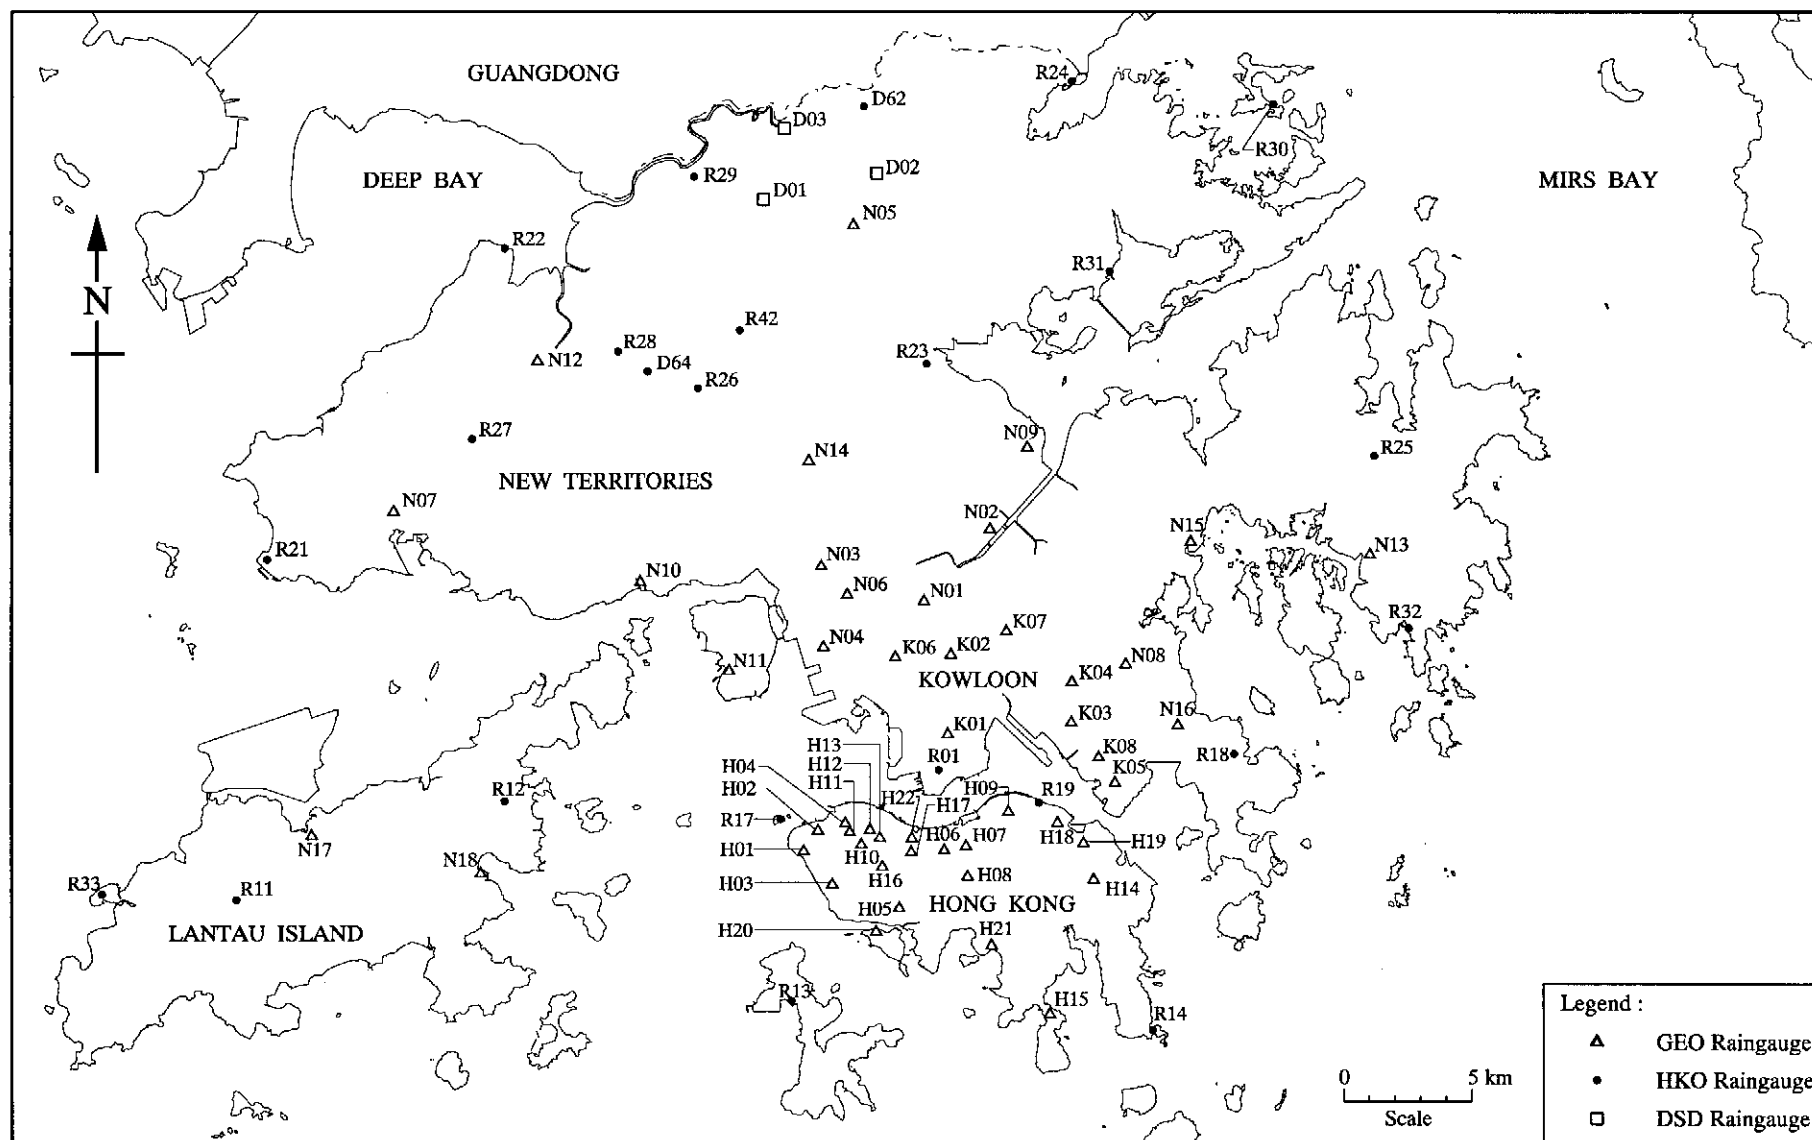 GUANGDONG
R24
D62
D03
R30
D02
R29
DEEP BAY
MIRS BAY
D01
N05
R22
R31
N
R42
R28
N12
D64
R23
R26
R27
N09
R25
N14
NEW TERRITORIES
N07
N02
N15
N13
R21
N03
N10
N06
N01
R32
K07
N04
K06
K02
N11
N08
KOWLOON
K04
N16
K03
K01
H13
R01
K08
R18
H12
H04
H11
K05
H02
H09
R19
R12
H22
H17
R17
H06
H07
H18
H19
N17
H01
H10
N18
H16
H08
H03
H14
R33
R11
H05
HONG KONG
LANTAU ISLAND
H20
H21
R13
H15
R14
Legend :
GEO Raingauge
HKO Raingauge
DSD Raingauge
0
5 km
Scale